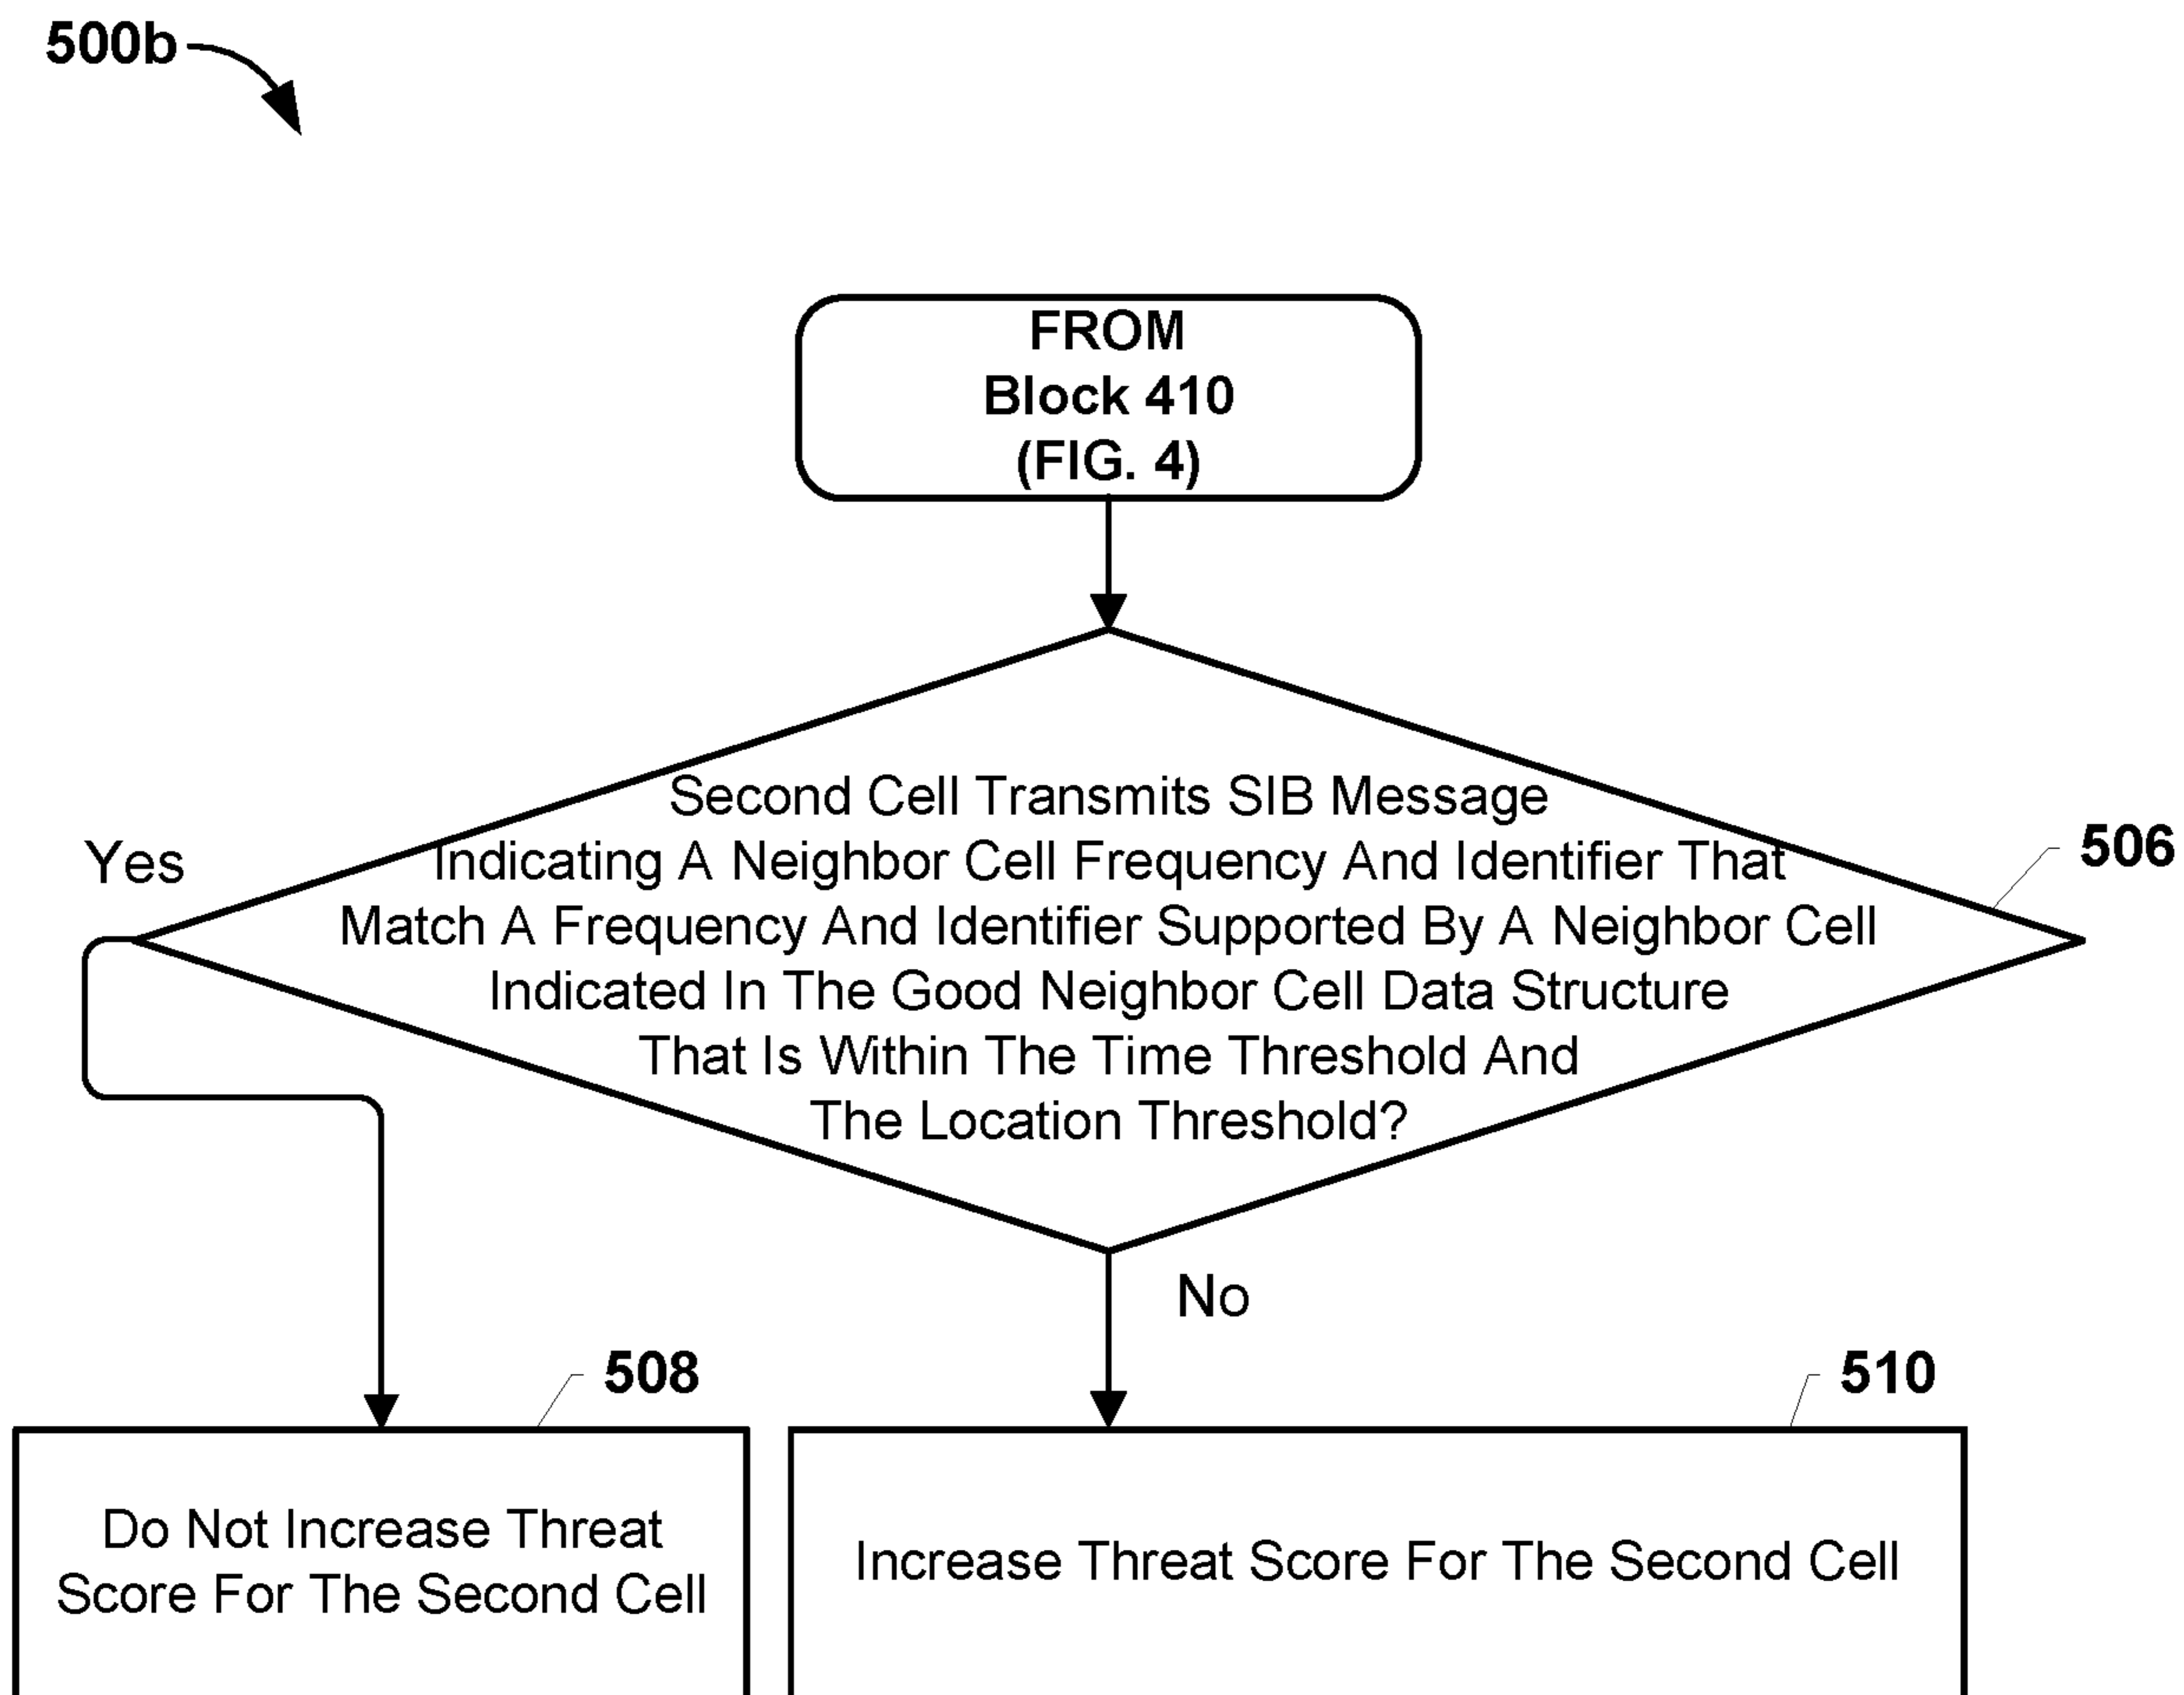 500b
FROM
Block 410
(FIG. 4)
Second Cell Transmits SIB Message
Indicating A Neighbor Cell Frequency And Identifier That
Match A Frequency And Identifier Supported By A Neighbor Cell
Indicated In The Good Neighbor Cell Data Structure
That Is Within The Time Threshold And
The Location Threshold?
506
Yes
No
508
Do Not Increase Threat
Score For The Second Cell
510
Increase Threat Score For The Second Cell